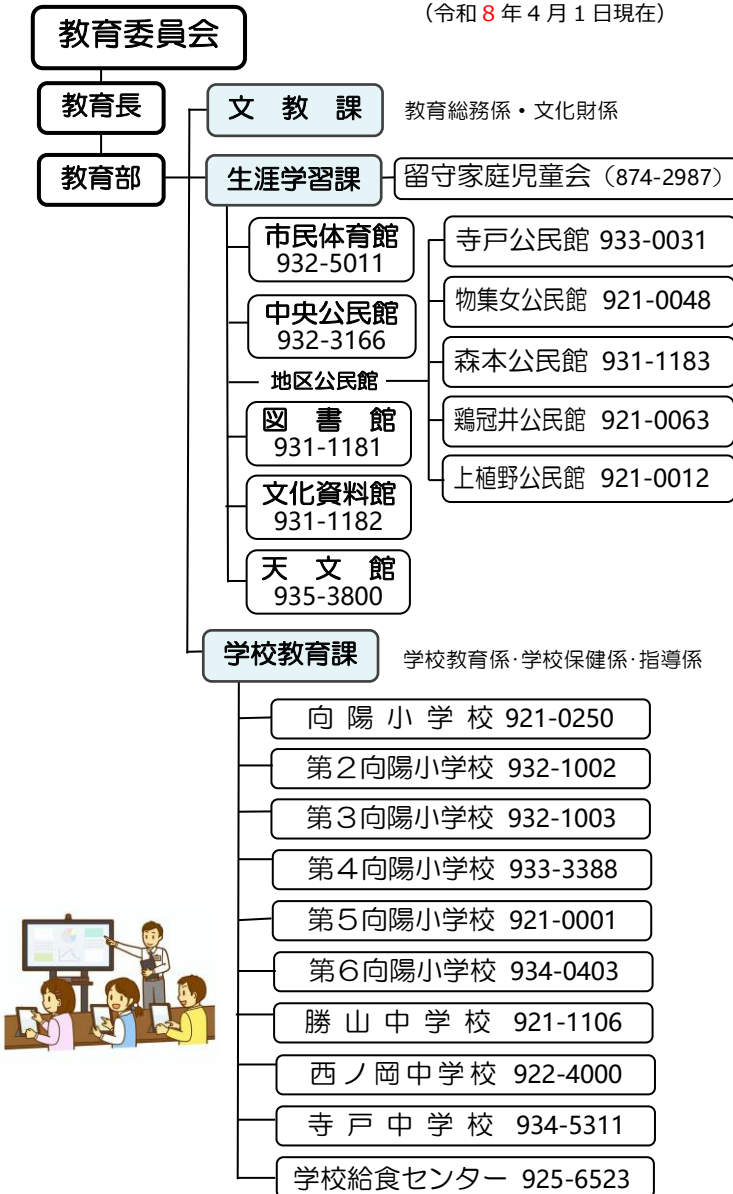 （令和 8 年４月１日現在）
教育委員会
教育長
文　教　課　教育総務係・文化財係
教育部
生涯学習課
留守家庭児童会（874-2987）
市民体育館
932-5011
中央公民館
932-3166
地区公民館
寺戸公民館 933-0031
物集女公民館 921-0048
森本公民館 931-1183
鶏冠井公民館 921-0063
上植野公民館 921-0012
図　書　館
931-1181
文化資料館
931-1182
天　文　館
935-3800
学校教育課　学校教育係･学校保健係･指導係
向 陽 小 学 校 921-0250
第２向陽小学校 932-1002
第３向陽小学校 932-1003
第４向陽小学校 933-3388
第５向陽小学校 921-0001
第６向陽小学校 934-0403
勝 山 中 学 校 921-1106
西ノ岡中学校 922-4000
寺 戸 中 学 校 934-5311
学校給食センター 925-6523